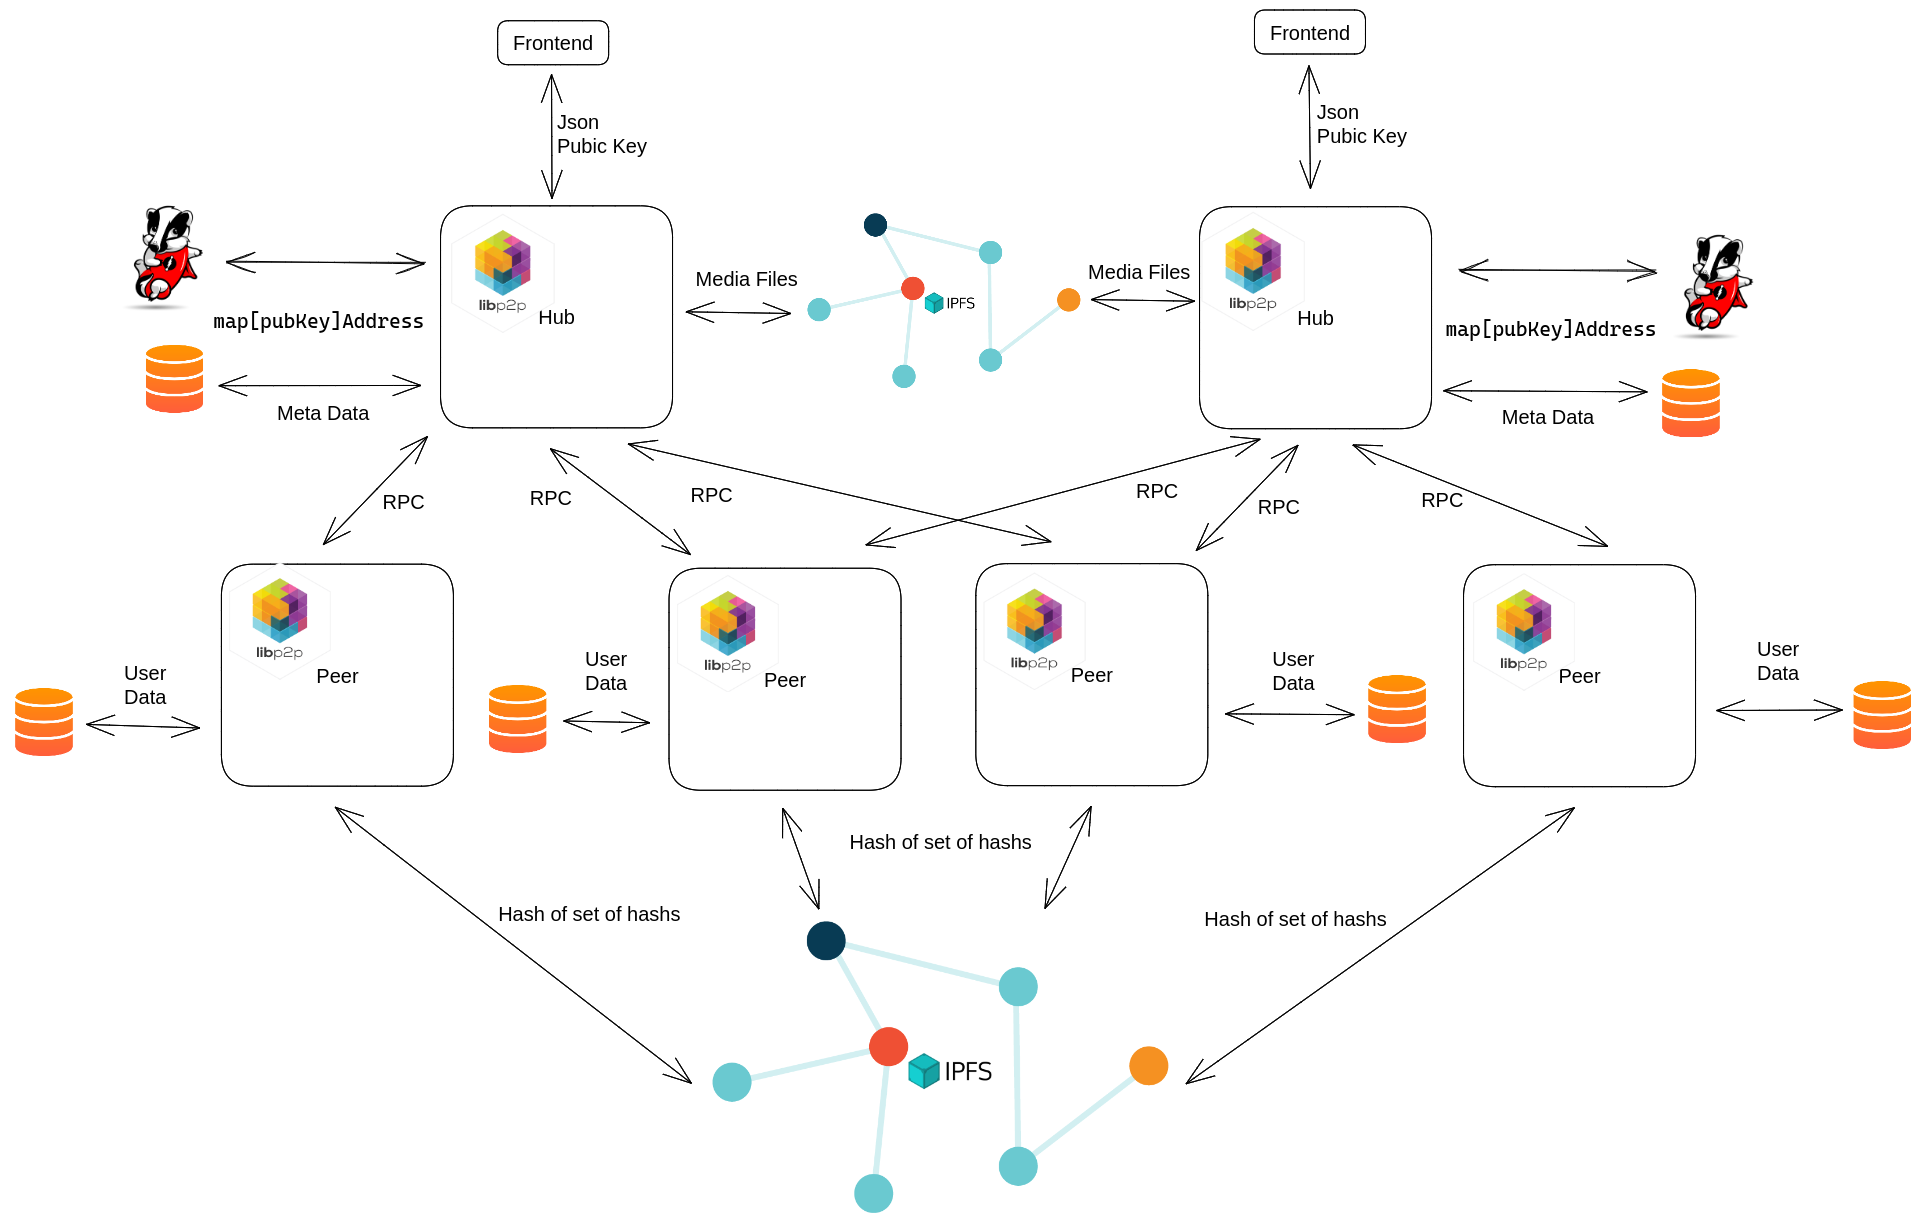 Frontend
Frontend
Json
Pubic Key
Json
Pubic Key
libp2p
Hub
Media Files
IPFS
Media Files
libp2p
Hub
map[pubKey]Address
map[pubKey]Address
Meta Data
Meta Data
RPC
RPC
RPC
RPC
RPC
RPC
User
Data
libp2p
Peer
User
Data
libp2p
Peer
libp2p
Peer
User
Data
libp2p
Peer
User
Data
Hash of set of hashs
Hash of set of hashs
Hash of set of hashs
IPFS